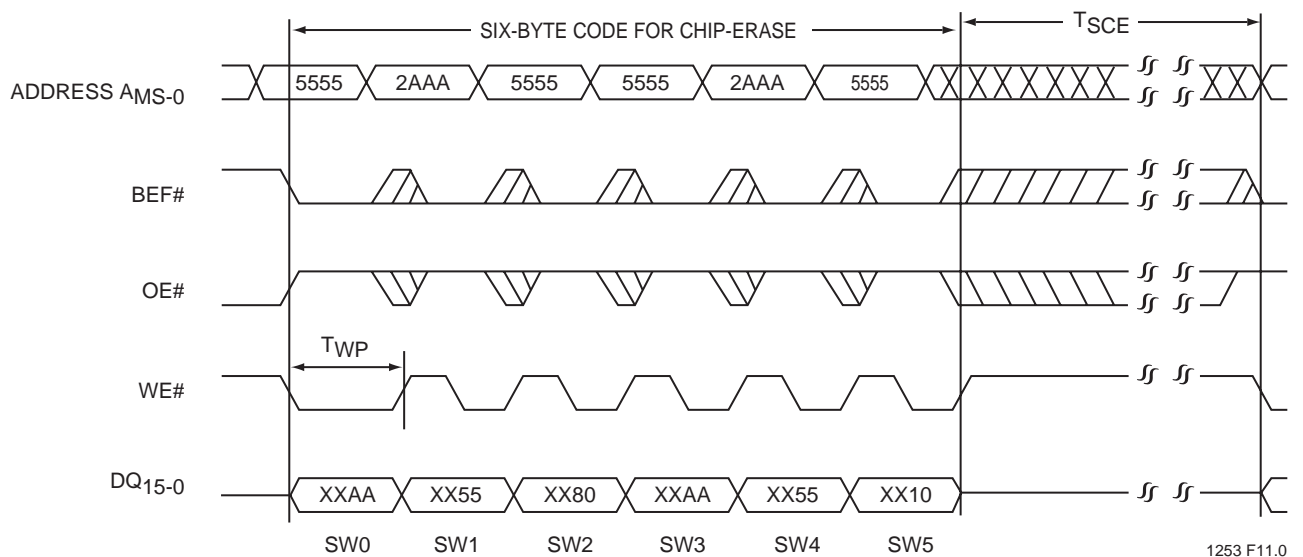 SIX-BYTE CODE FOR CHIP-ERASE
TSCE
ADDRESS AMS-0
5555 2AAA 5555 5555 2AAA 5555
BEF#
OE#
TWP
WE#
DQ15-0
XXAA XX55 XX80 XXAA XX55 XX10
SW0 SW1 SW2 SW3 SW4 SW5
1253 F11.0